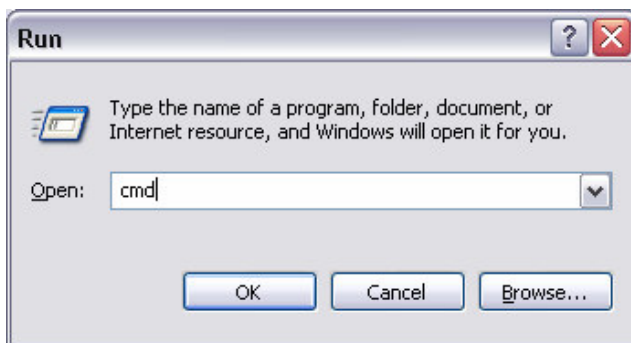 Run
Type the name of a program, folder, document, or
Internet resource, and Windows will open it for you.
Open:
cmd
OK
Cancel
Browse...